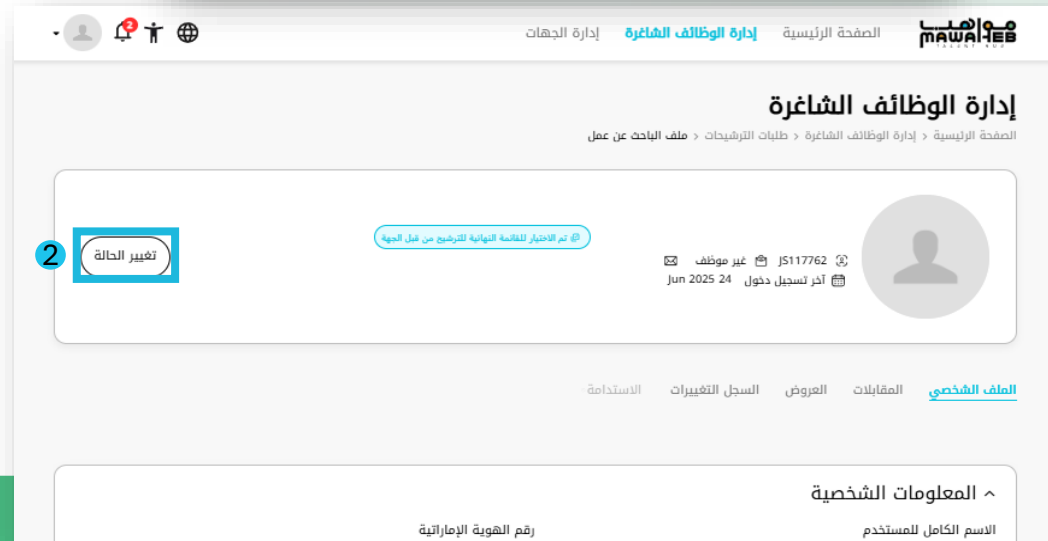 مواهب الصفحة الرئيسية إدارة الوظائف الشاغرة إدارة الجهات 2
MAWAHEB
TALENT HUB
إدارة الوظائف الشاغرة
الصفحة الرئيسية > إدارة الوظائف الشاغرة > طلبات الترشيحات > ملف الباحث عن عمل
تم الاختيار للقائمة النهائية للترشيح من قبل الجهة
JS117762 غير موظف
آخر تسجيل دخول 24 Jun 2025
تغيير الحالة
2
الملف الشخصي المقابلات العروض السجل التغييرات الاستدامة
المعلومات الشخصية
الاسم الكامل للمستخدم رقم الهوية الإماراتية